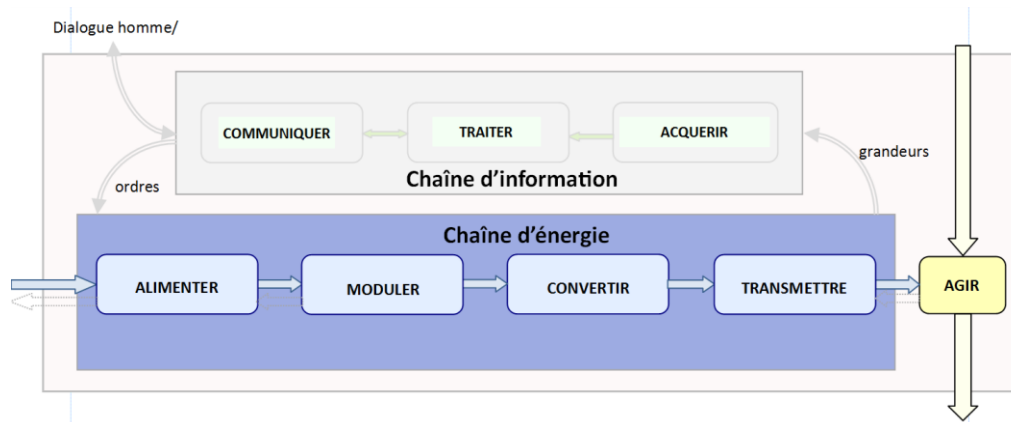 Dialogue homme/
COMMUNIQUER
TRAITER
ACQUERIR
grandeurs
Chaîne d’information
ordres
Chaîne d’énergie
ALIMENTER
MODULER
CONVERTIR
TRANSMETTRE
AGIR